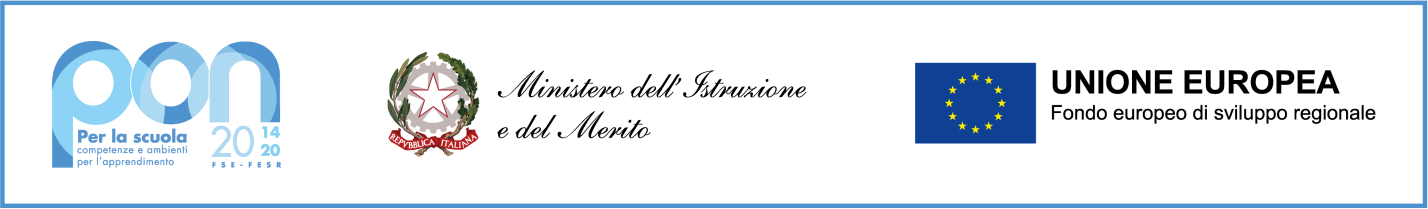 pon
Per la scuola
competenze e ambienti
per l'apprendimento
20 14
20
FSE-FESR
REPVBBLICA ITALIANA
Ministero dell'Istruzione
e del Merito
UNIONE EUROPEA
Fondo europeo di sviluppo regionale